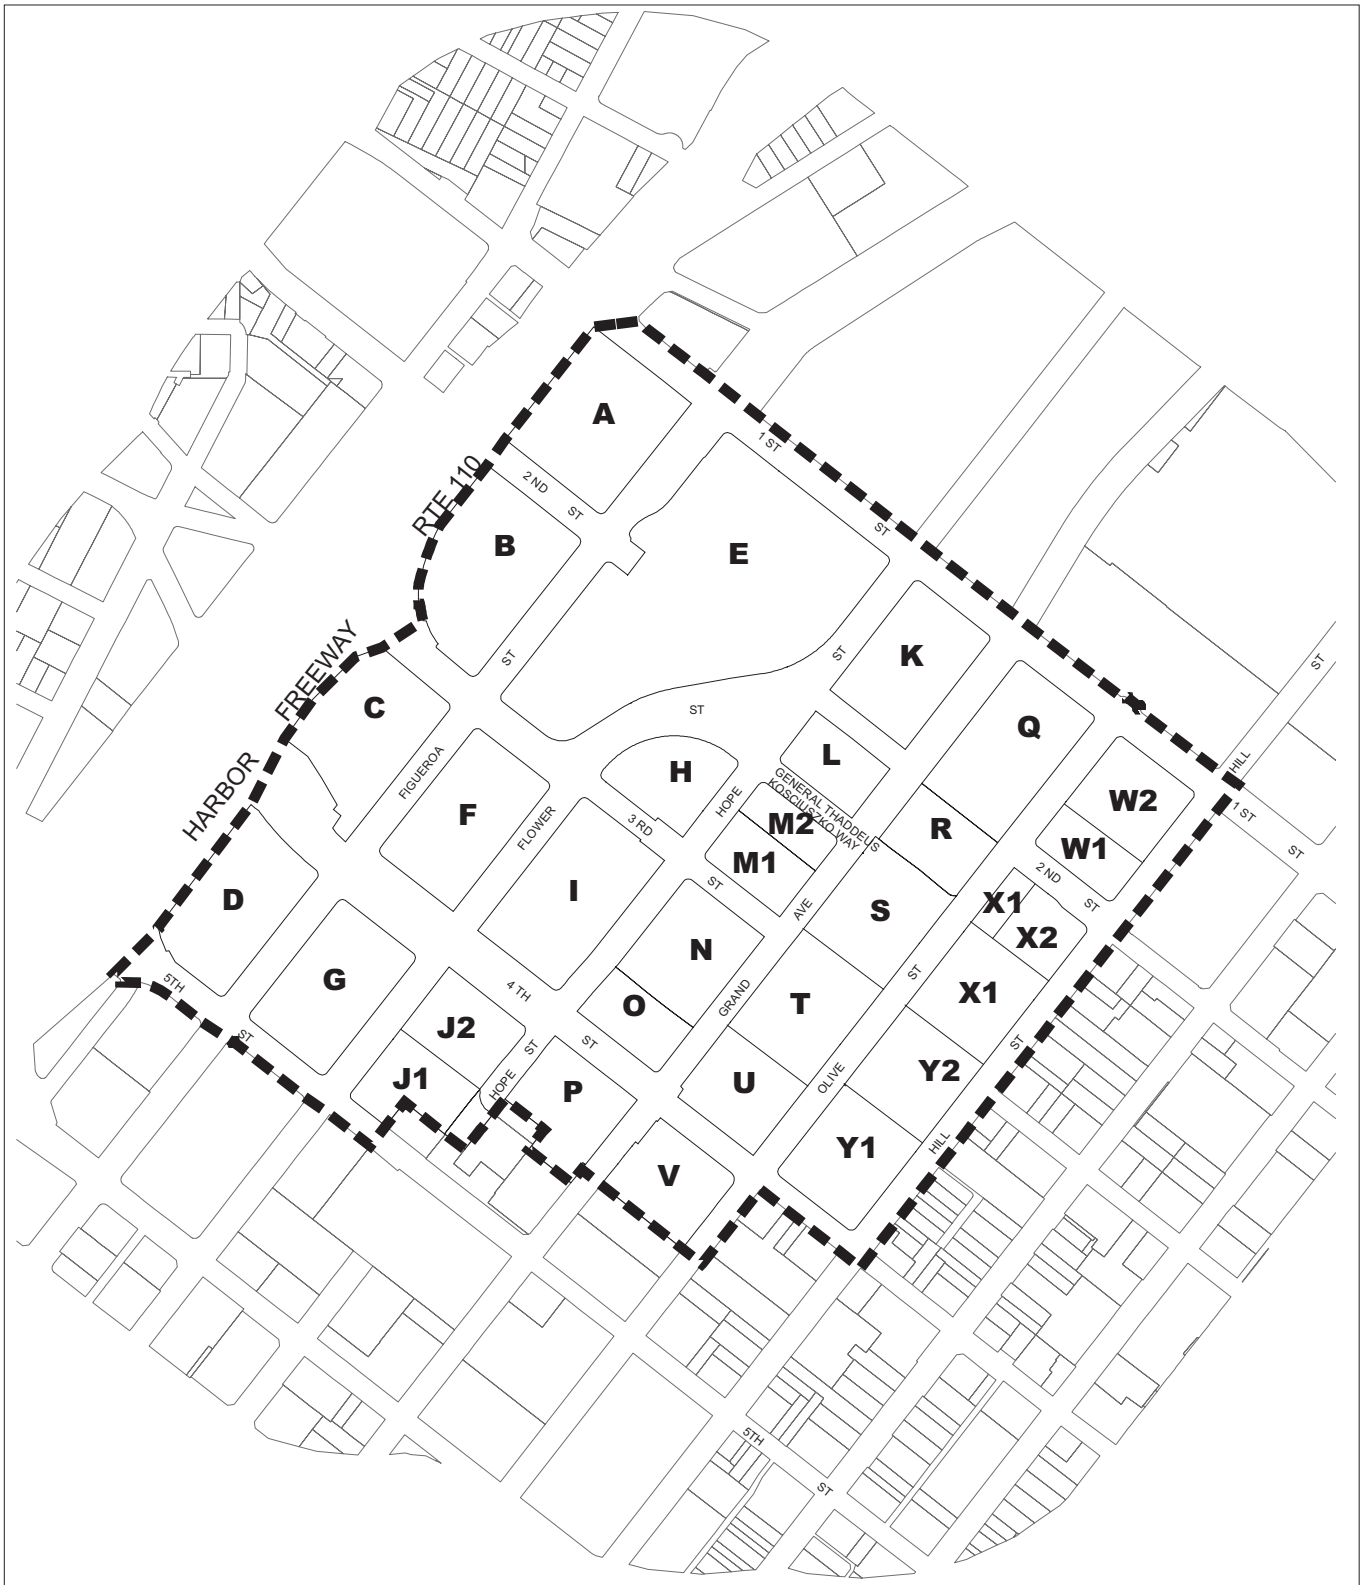 A
1 ST
RTE 110
2 ND
ST
ST
B
E
ST
K
ST
FREEWAY
C
ST
Q
HILL
L
FIGUEROA
H
HARBOR
W2
1 ST
F
FLOWER
3 RD
HOPE
GENERAL THADDEUS
KOSCIUSZKO WAY
M2
R
W1
ST
M1
I
ST
2 ND
ST
D
AVE
S
X1
X2
5TH
G
4 TH
N
O
GRAND
T
ST
X1
ST
J2
ST
ST
ST
J1
HOPE
P
U
OLIVE
Y2
HILL
Y1
V
5TH
ST